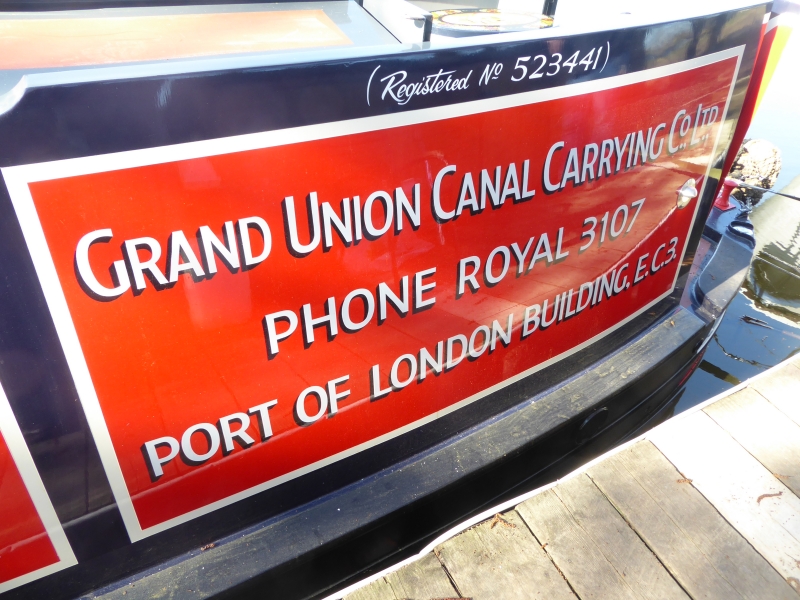 (Registered No 523441)
GRAND UNION CANAL CARRYING CO. LTD.
PHONE ROYAL 3107
PORT OF LONDON BUILDING, E.C.3.